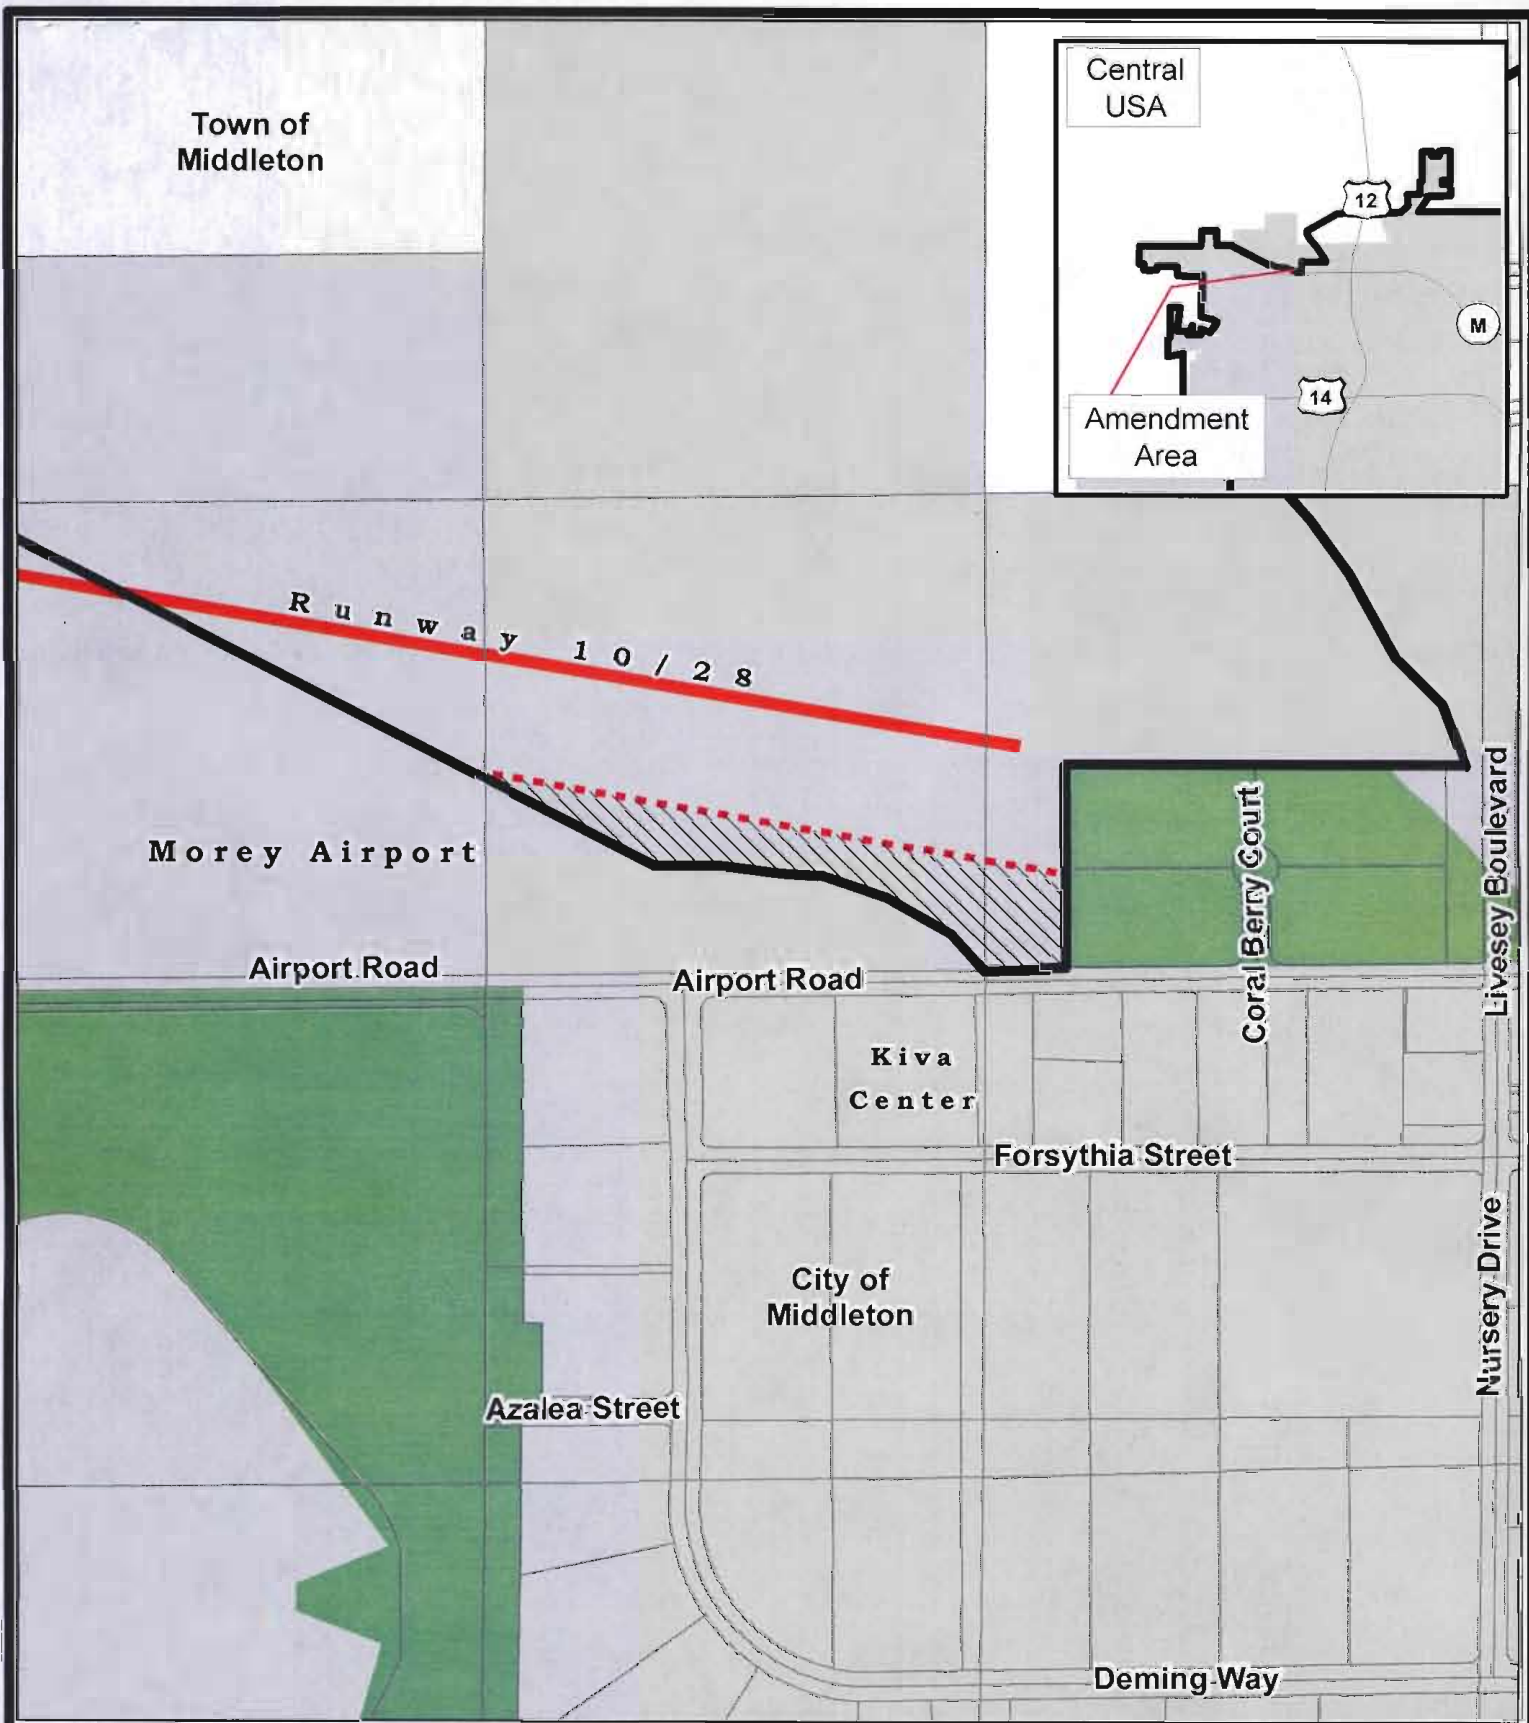 Town of
Middleton
Central
USA
12
M
14
Amendment
Area
Runway 10/28
Morey Airport
Coral Berry Court
Livesey Boulevard
Airport Road
Airport Road
Kiva
Center
Forsythia Street
City of
Middleton
Nursery Drive
Azalea Street
Deming Way